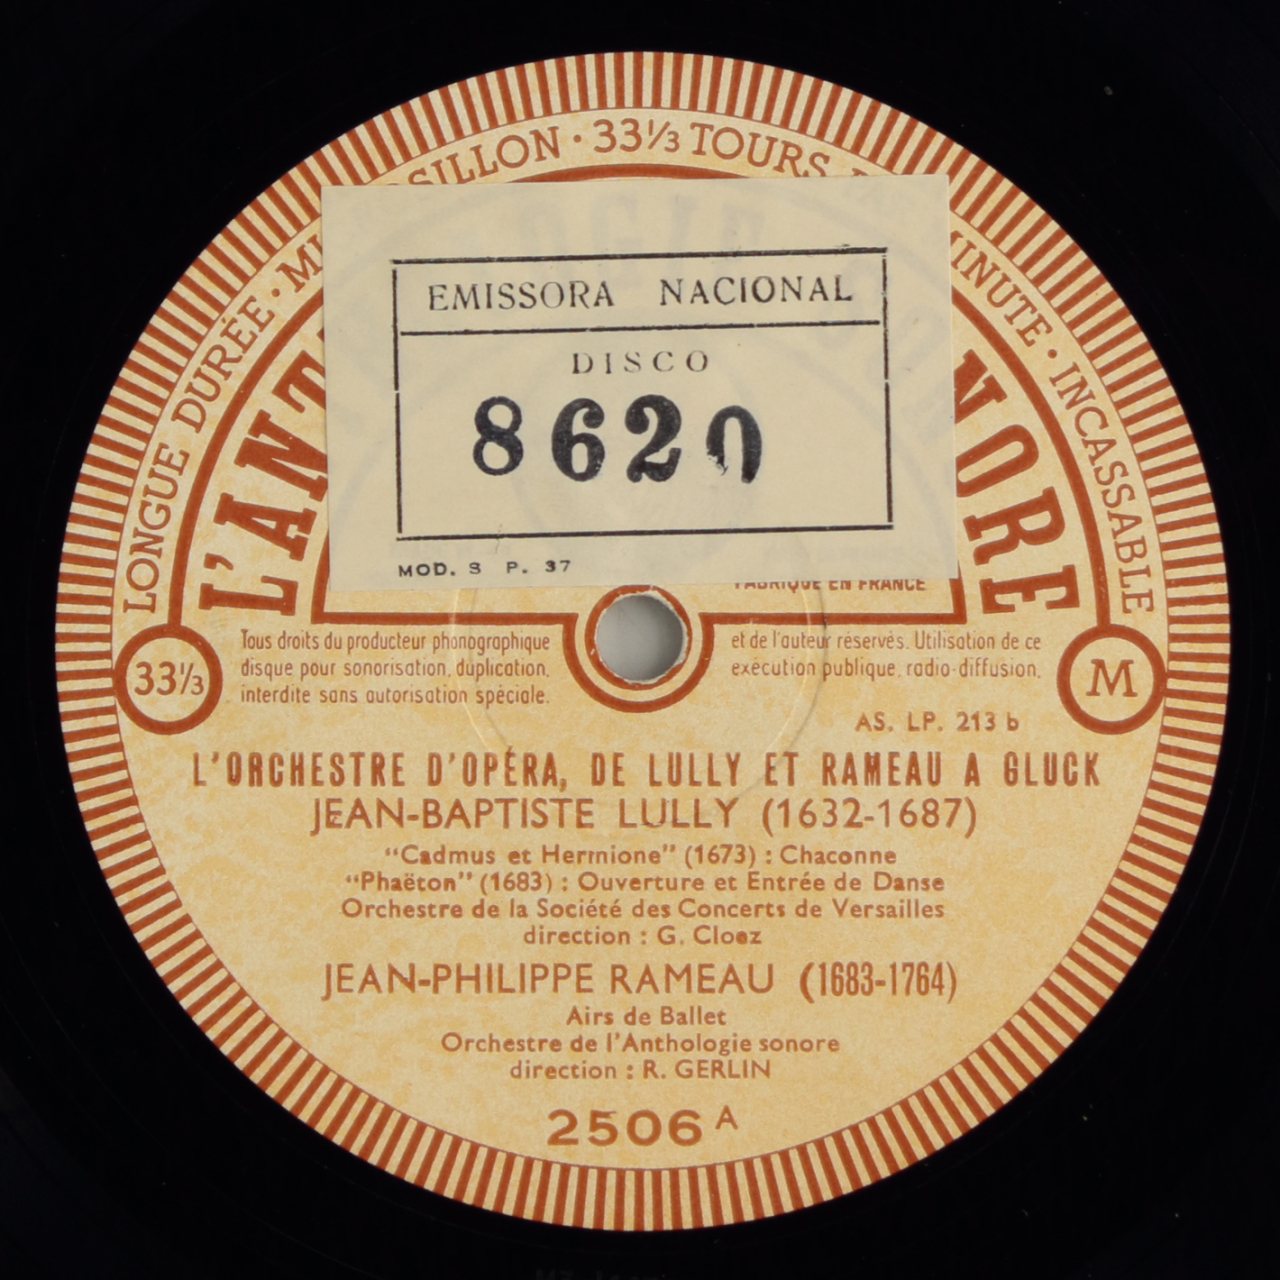 LONGUE DURÉE · MI
SILLON · 33⅓ TOURS
MINUTE · INCASSABLE
L'ANT
NORE
EMISSORA NACIONAL
DISCO
8620
MOD. S P. 37
FABRIQUÉ EN FRANCE
33⅓
M
Tous droits du producteur phonographique et de l'auteur réservés. Utilisation de ce
disque pour sonorisation, duplication, exécution publique, radio-diffusion,
interdite sans autorisation spéciale.
AS. LP. 213 b
L'ORCHESTRE D'OPÉRA, DE LULLY ET RAMEAU A GLUCK
JEAN-BAPTISTE LULLY (1632-1687)
"Cadmus et Hermione" (1673) : Chaconne
"Phaëton" (1683) : Ouverture et Entrée de Danse
Orchestre de la Société des Concerts de Versailles
direction : G. Cloez
JEAN-PHILIPPE RAMEAU (1683-1764)
Airs de Ballet
Orchestre de l'Anthologie sonore
direction : R. GERLIN
2506 A